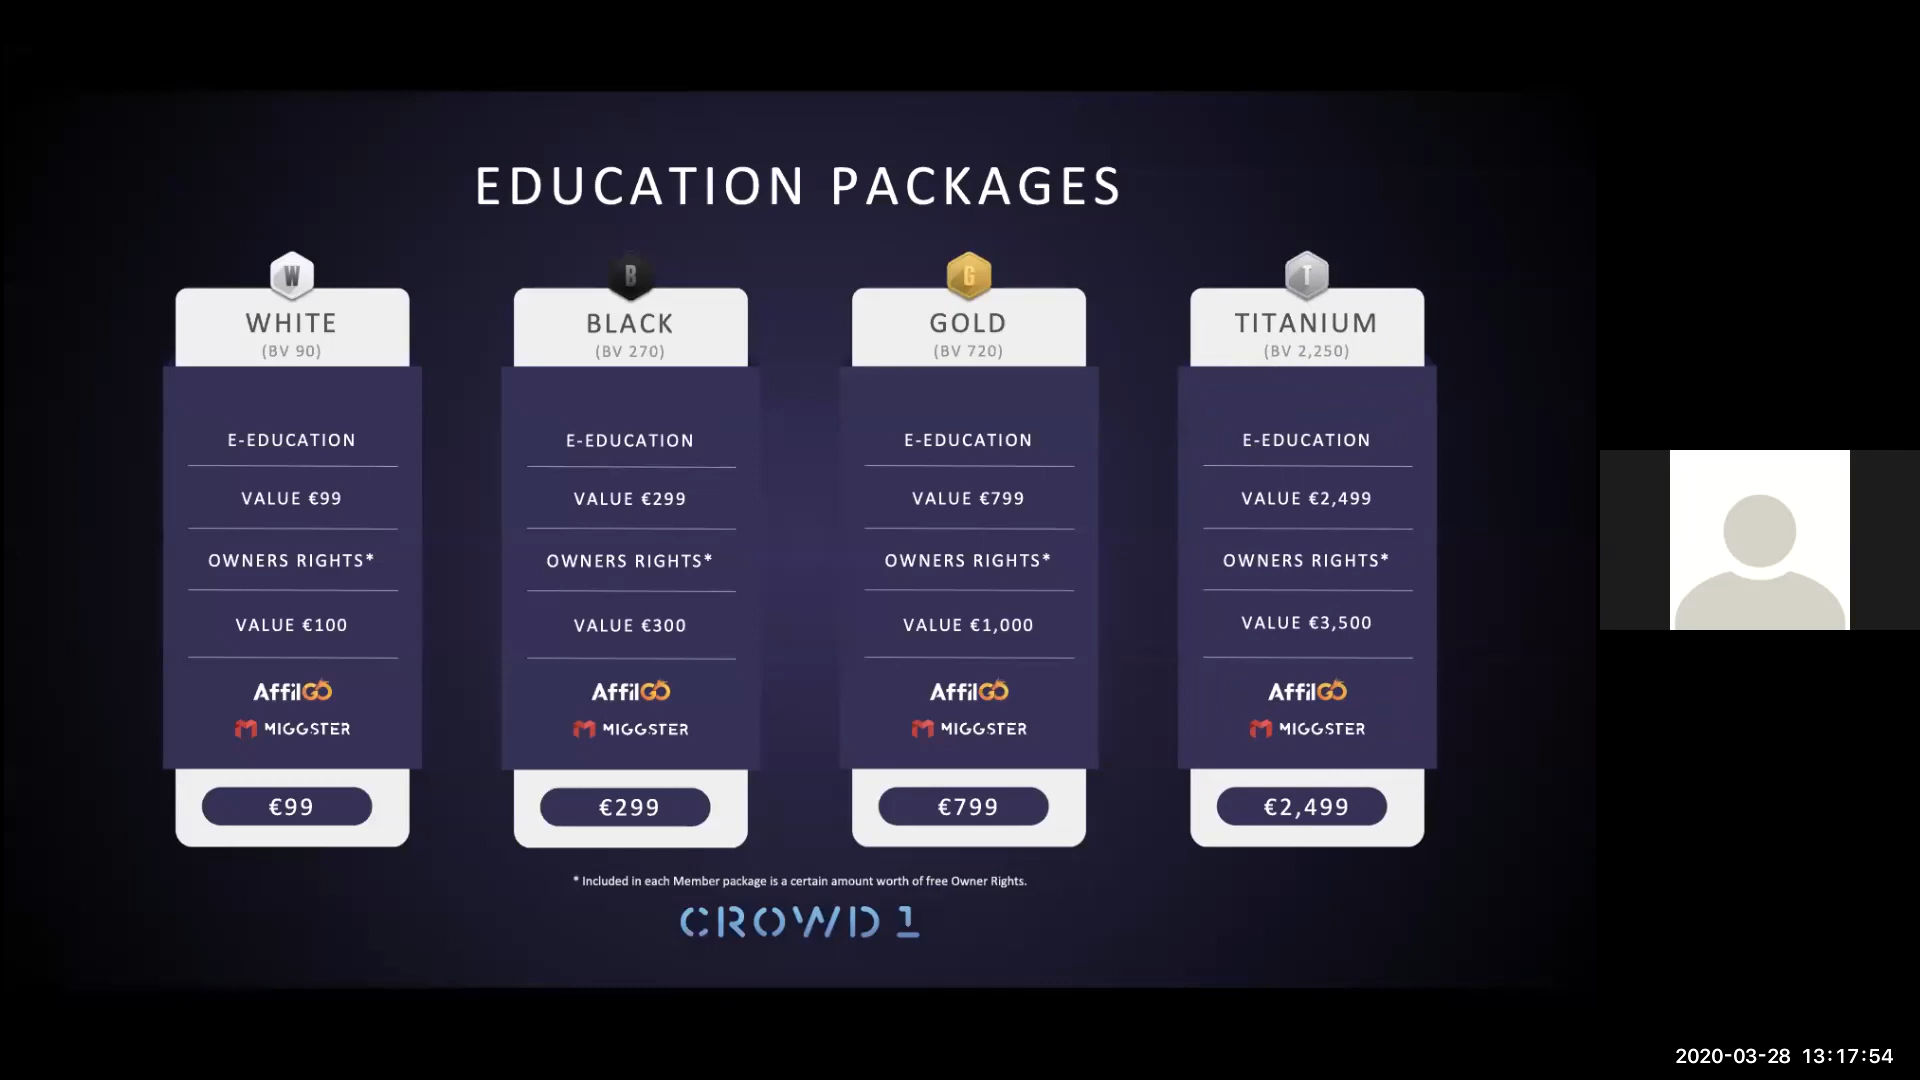 EDUCATION PACKAGES
W
WHITE
(BV 90)
E-EDUCATION
VALUE €99
OWNERS RIGHTS*
VALUE €100
AffilGO
MIGGSTER
€99
B
BLACK
(BV 270)
E-EDUCATION
VALUE €299
OWNERS RIGHTS*
VALUE €300
AffilGO
MIGGSTER
€299
G
GOLD
(BV 720)
E-EDUCATION
VALUE €799
OWNERS RIGHTS*
VALUE €1,000
AffilGO
MIGGSTER
€799
T
TITANIUM
(BV 2,250)
E-EDUCATION
VALUE €2,499
OWNERS RIGHTS*
VALUE €3,500
AffilGO
MIGGSTER
€2,499
* Included in each Member package is a certain amount worth of free Owner Rights.
CROWD 1
2020-03-28 13:17:54